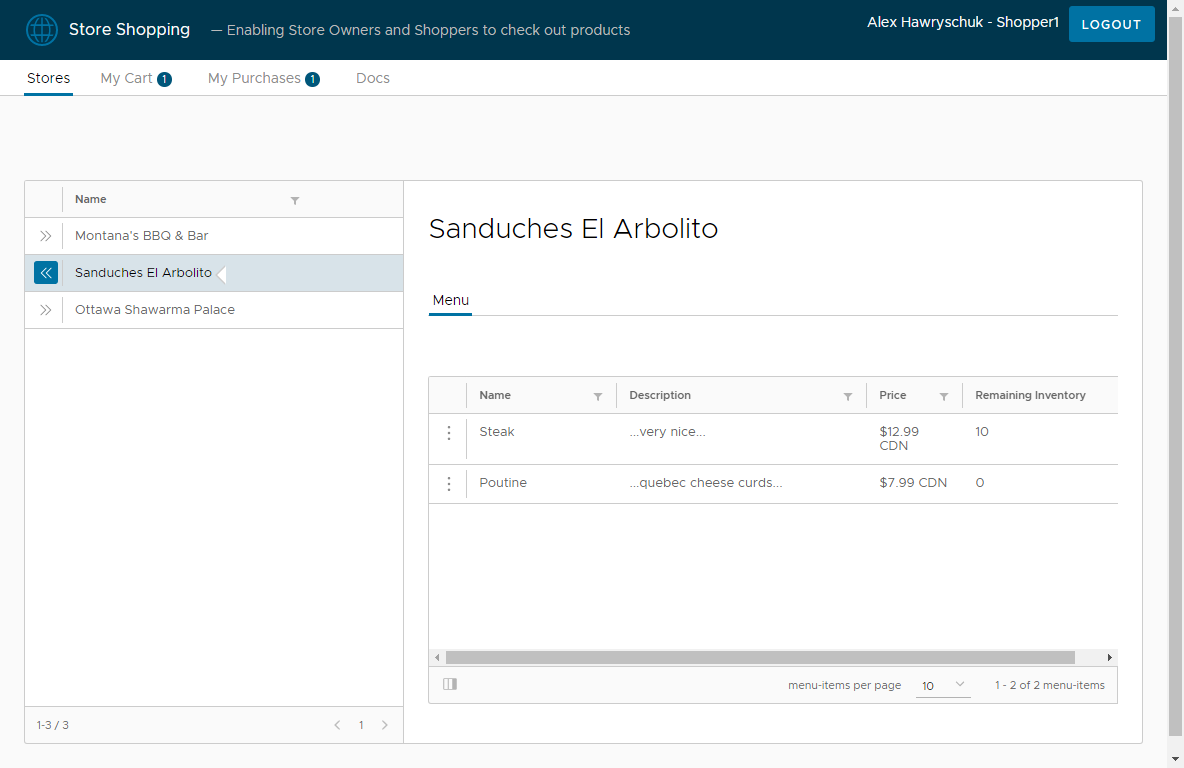 Store Shopping — Enabling Store Owners and Shoppers to check out products Alex Hawryschuk - Shopper1 LOGOUT
Stores My Cart 1 My Purchases 1 Docs
Name
Montana's BBQ & Bar
Sanduches El Arbolito
Ottawa Shawarma Palace
1-3 / 3 1
Sanduches El Arbolito
Menu
Name Description Price Remaining Inventory
Steak ...very nice... $12.99 10
CDN
Poutine ...quebec cheese curds... $7.99 CDN 0
menu-items per page 10 1 - 2 of 2 menu-items